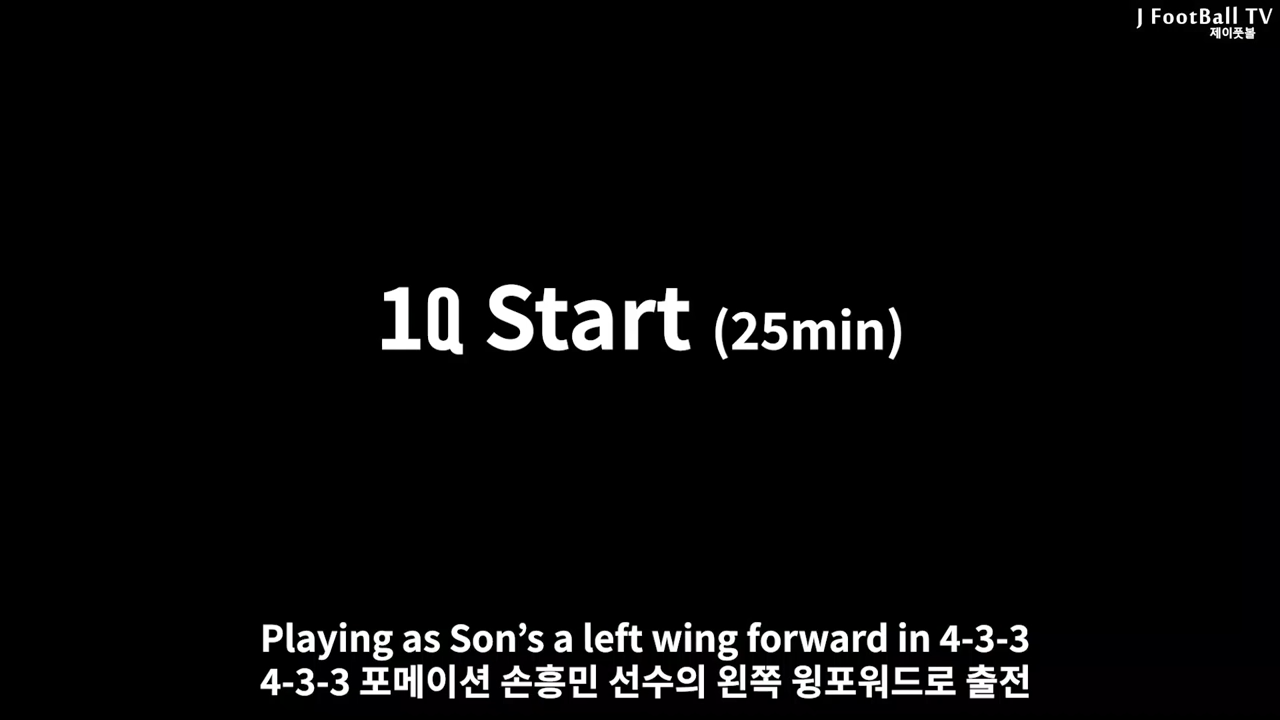 J FootBall TV
제이풋볼
1Q Start (25min)
Playing as Son’s a left wing forward in 4-3-3
4-3-3 포메이션 손흥민 선수의 왼쪽 윙포워드로 출전